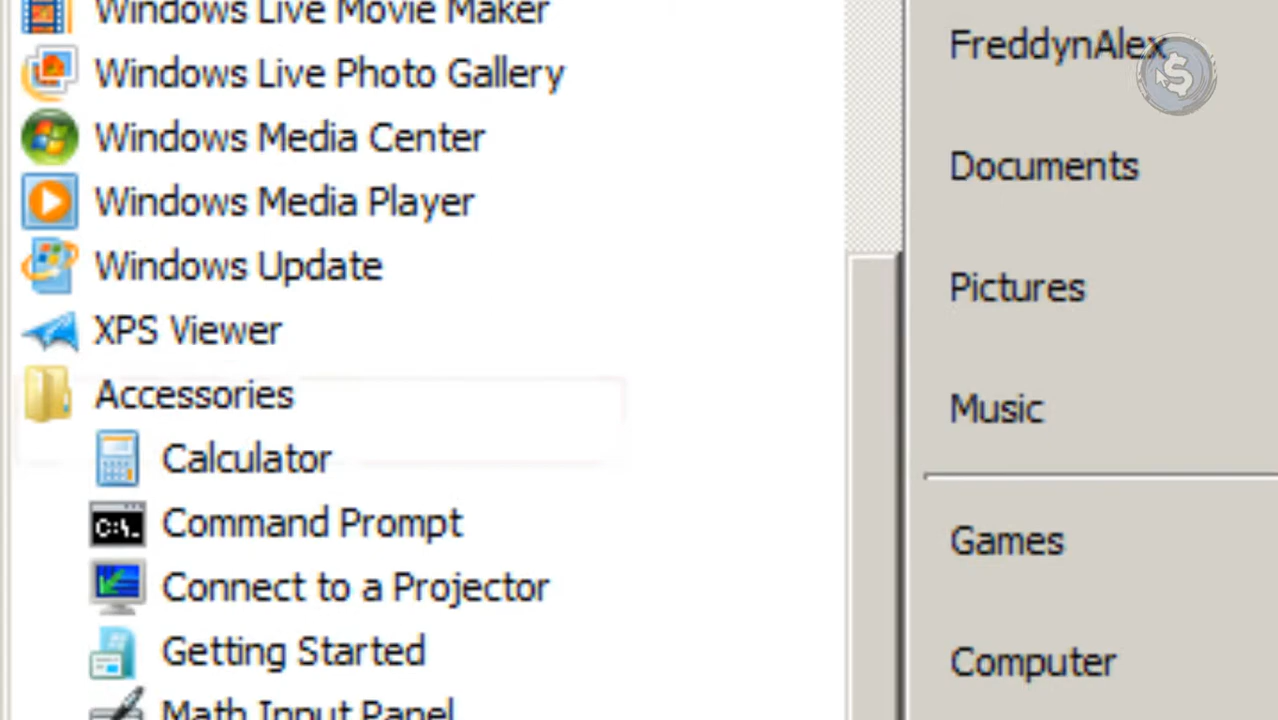 Windows Live Movie Maker
Windows Live Photo Gallery
Windows Media Center
Windows Media Player
Windows Update
XPS Viewer
Accessories
Calculator
C:\.
Command Prompt
Connect to a Projector
Getting Started
Math Input Panel
FreddynAlex
$
Documents
Pictures
Music
Games
Computer